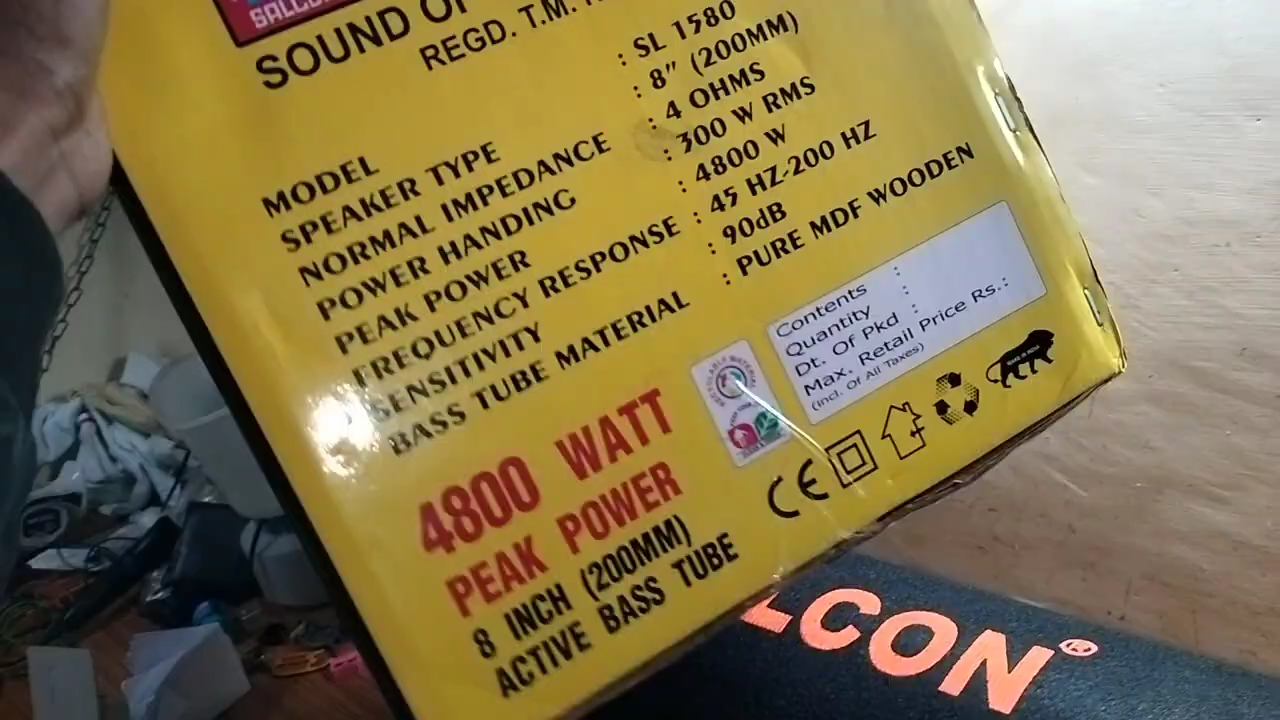 SOUND
REGD. T.M.
MODEL : SL 1580
SPEAKER TYPE : 8" (200MM)
NORMAL IMPEDANCE : 4 OHMS
POWER HANDING : 300 W RMS
PEAK POWER : 4800 W
FREQUENCY RESPONSE : 45 HZ-200 HZ
SENSITIVITY : 90dB
BASS TUBE MATERIAL : PURE MDF WOODEN
Contents :
Quantity :
Dt. Of Pkd :
Max. Retail Price Rs.:
(Incl. Of All Taxes)
4800 WATT
PEAK POWER
8 INCH (200MM)
ACTIVE BASS TUBE
CE
MAKE IN INDIA
LCON®